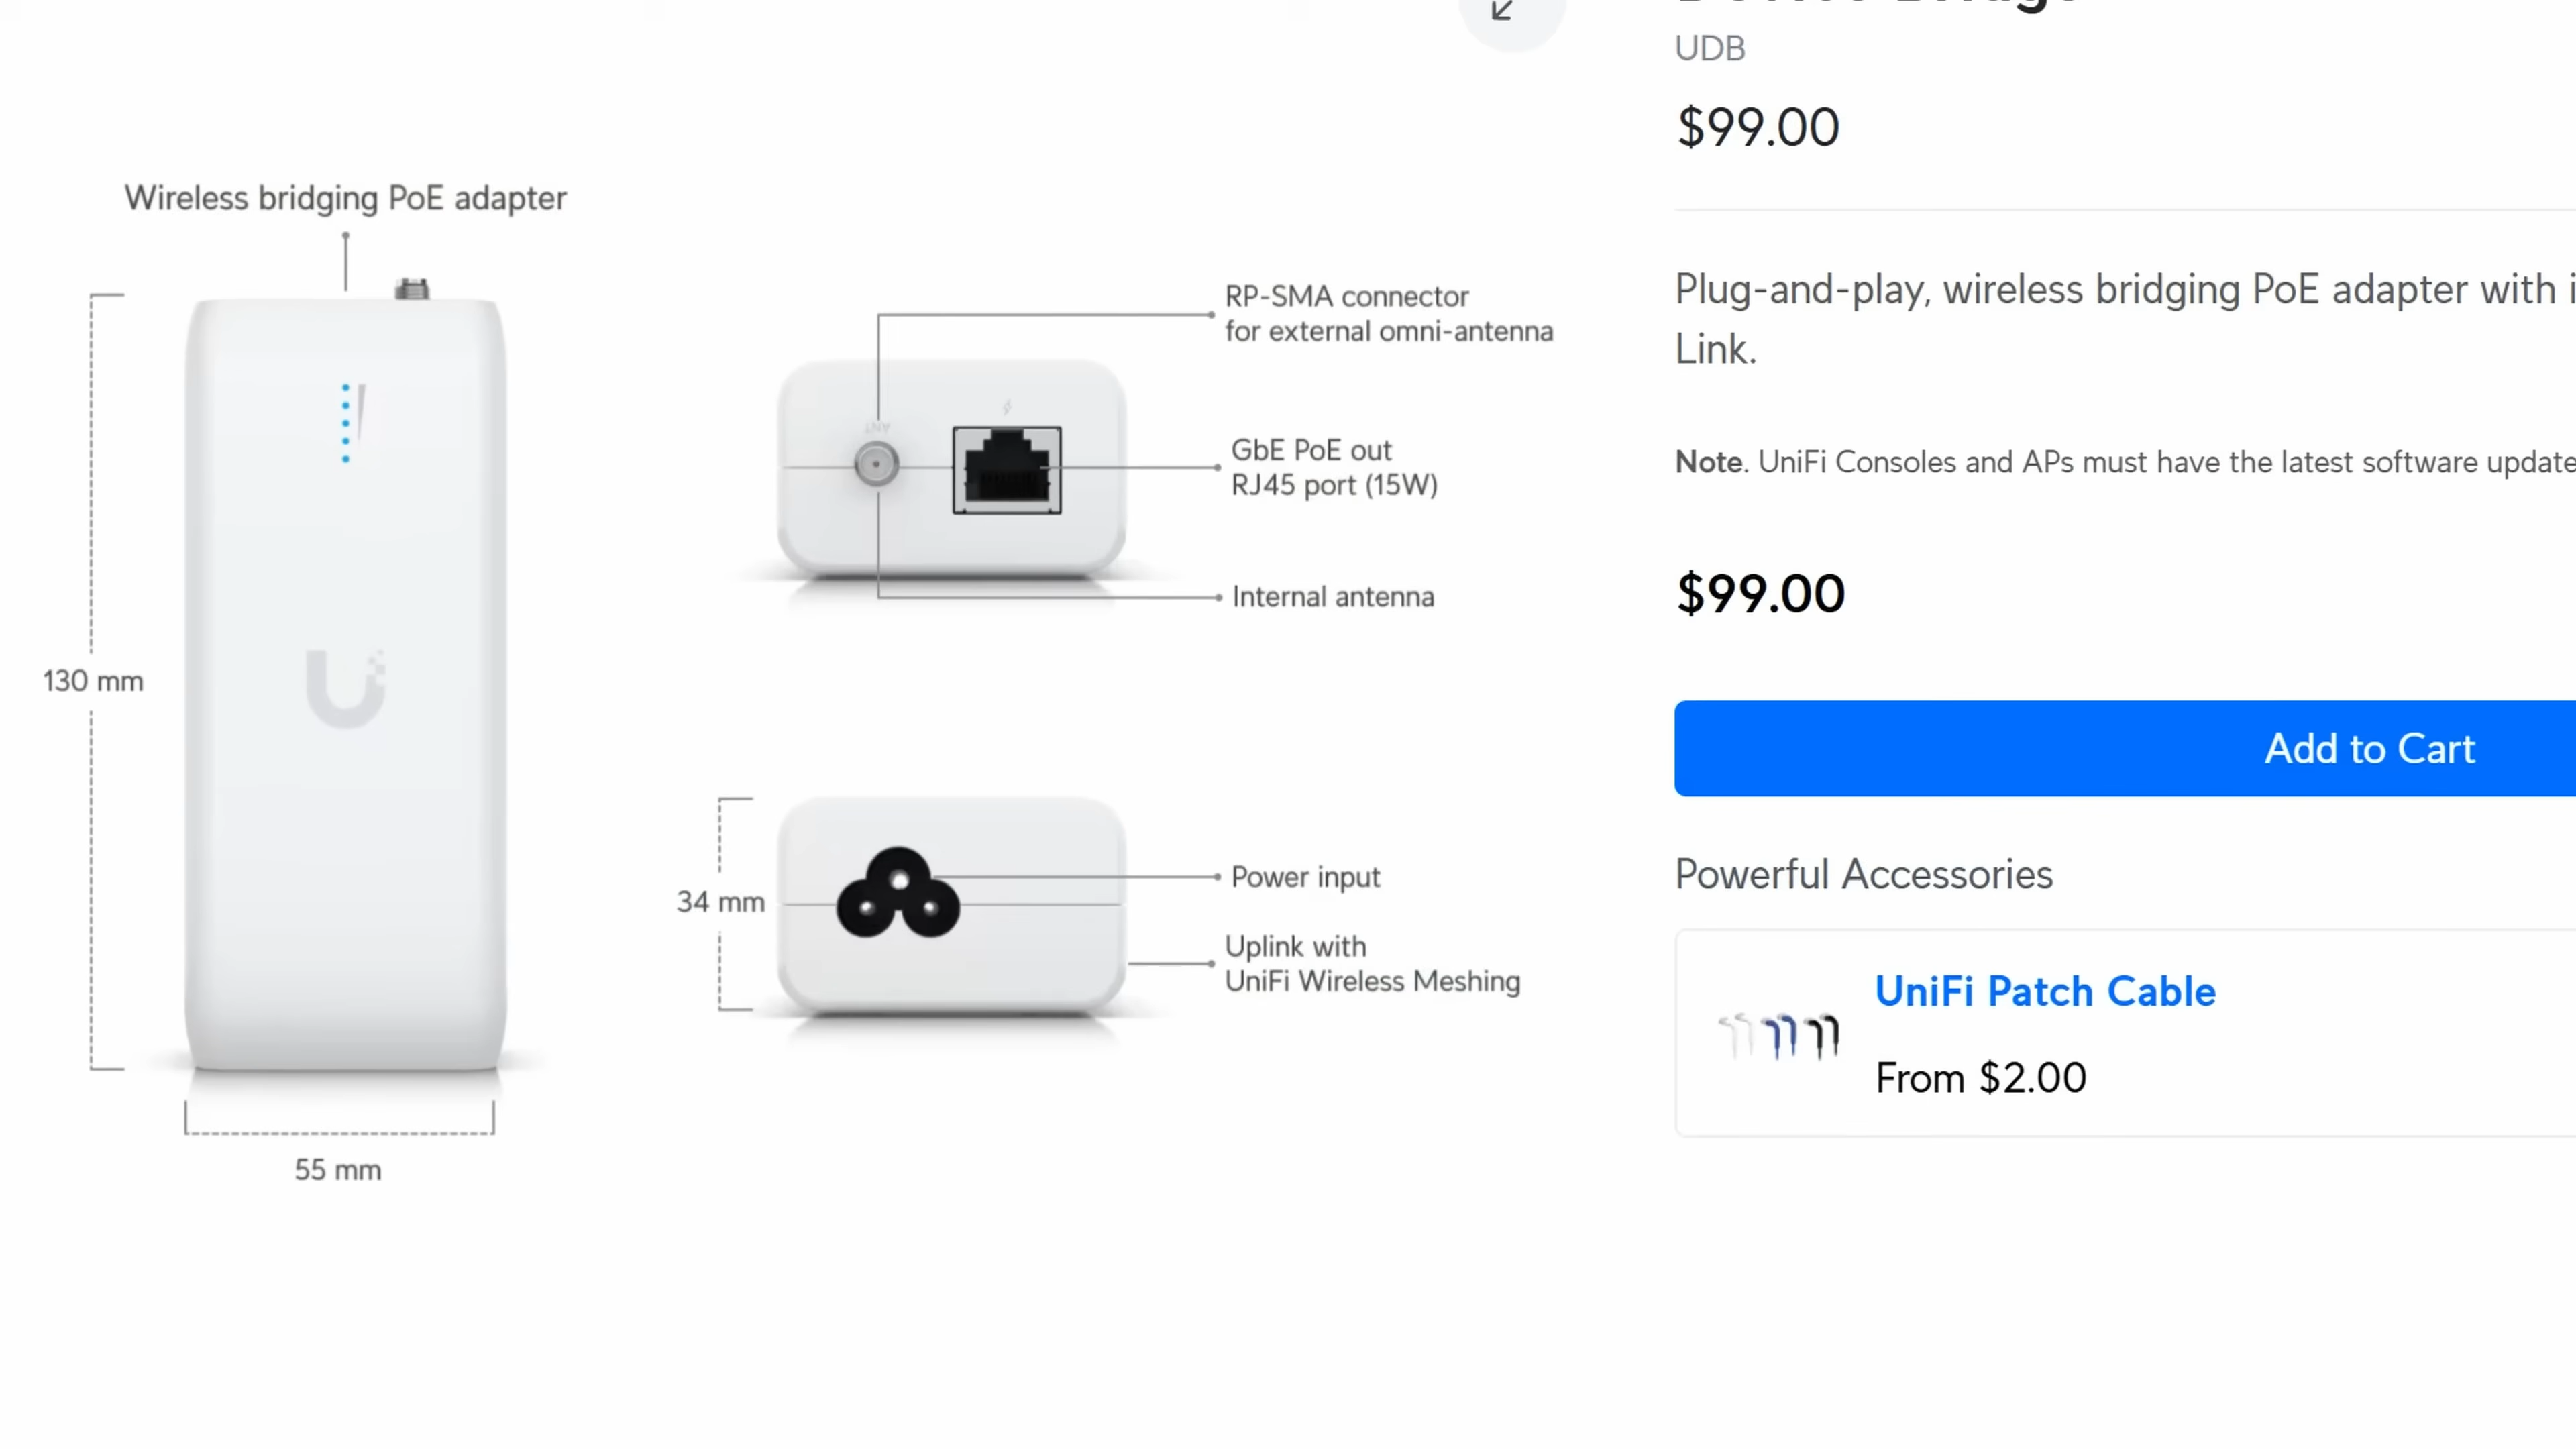 Wireless bridging PoE adapter
130 mm
55 mm
RP-SMA connector
for external omni-antenna
ANT
GbE PoE out
RJ45 port (15W)
Internal antenna
34 mm
Power input
Uplink with
UniFi Wireless Meshing
UDB
$99.00
Plug-and-play, wireless bridging PoE adapter with
Link.
Note. UniFi Consoles and APs must have the latest software update
$99.00
Add to Cart
Powerful Accessories
UniFi Patch Cable
From $2.00